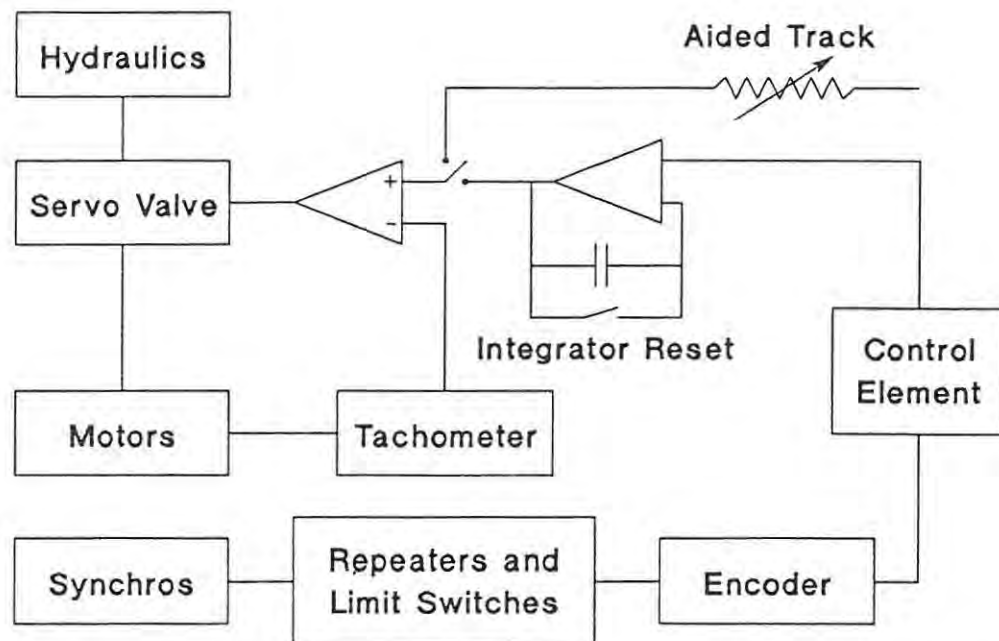 Hydraulics
Aided Track
Servo Valve
+
-
Integrator Reset
Control
Element
Motors
Tachometer
Synchros
Repeaters and
Limit Switches
Encoder